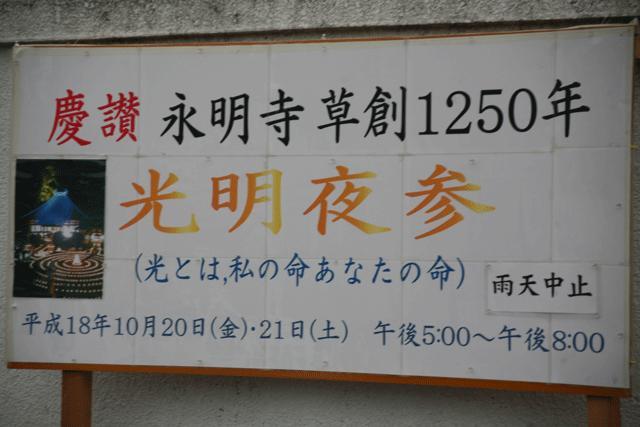 慶讃 永明寺草創1250年
光明夜参
(光とは,私の命あなたの命)
雨天中止
平成18年10月20日(金)・21日(土) 午後5:00〜午後8:00